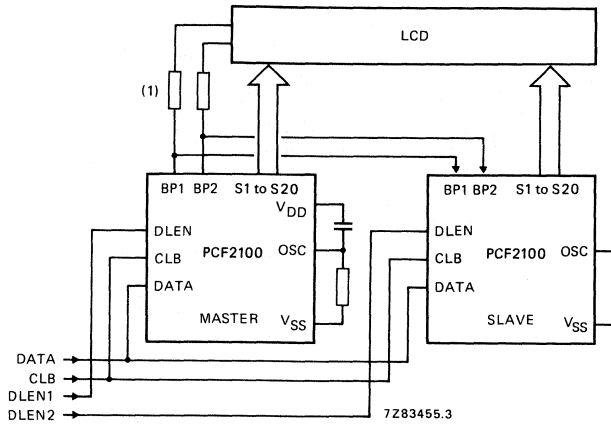 LCD
(1)
BP1 BP2 S1 to S20
VDD
DLEN
CLB
DATA
PCF2100
OSC
MASTER
VSS
BP1 BP2 S1 to S20
DLEN
CLB
DATA
PCF2100
OSC
SLAVE
VSS
DATA
CLB
DLEN1
DLEN2
7Z83455.3